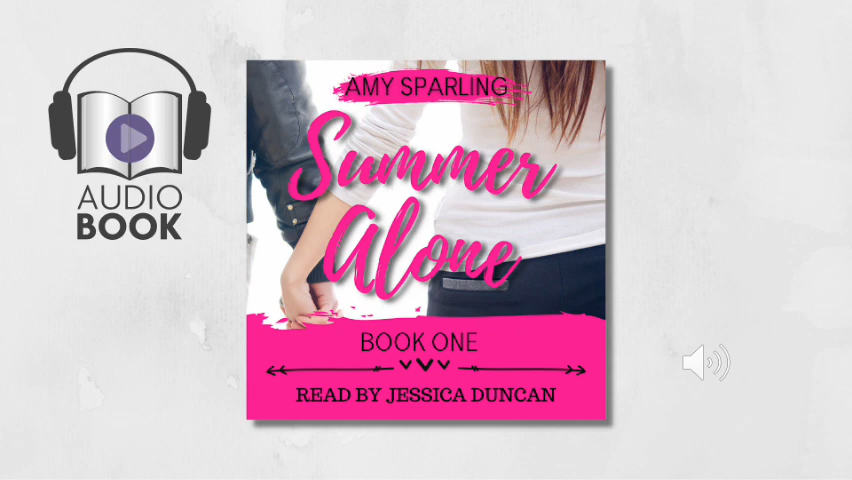 AUDIO
BOOK
AMY SPARLING
Summer
Alone
BOOK ONE
READ BY JESSICA DUNCAN